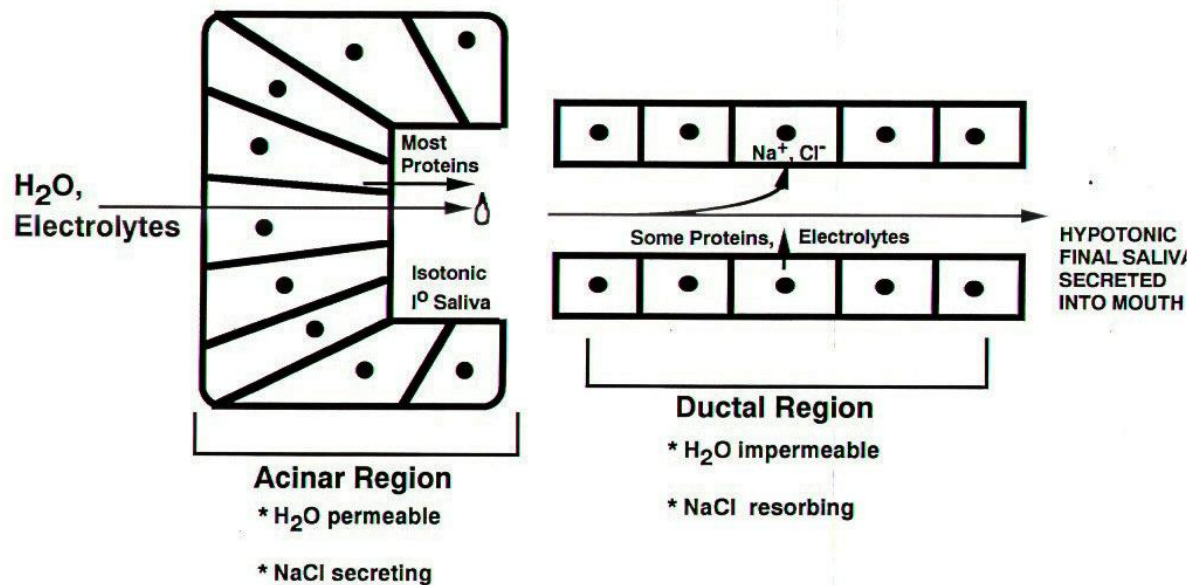 H₂O,
Electrolytes
Most
Proteins
Isotonic
Iº Saliva
Acinar Region
* H₂O permeable
* NaCl secreting
Na⁺, Cl⁻
Some Proteins, Electrolytes
Ductal Region
* H₂O impermeable
* NaCl resorbing
HYPOTONIC
FINAL SALIVA
SECRETED
INTO MOUTH